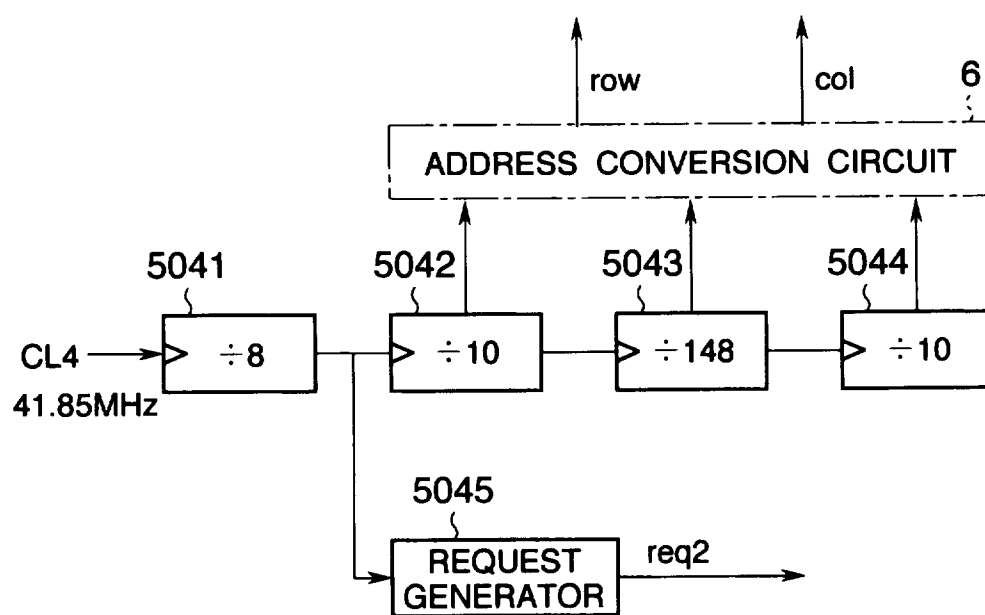 row
col
6
ADDRESS CONVERSION CIRCUIT
5041
5042
5043
5044
CL4
÷8
÷10
÷148
÷10
41.85MHz
5045
REQUEST
GENERATOR
req2